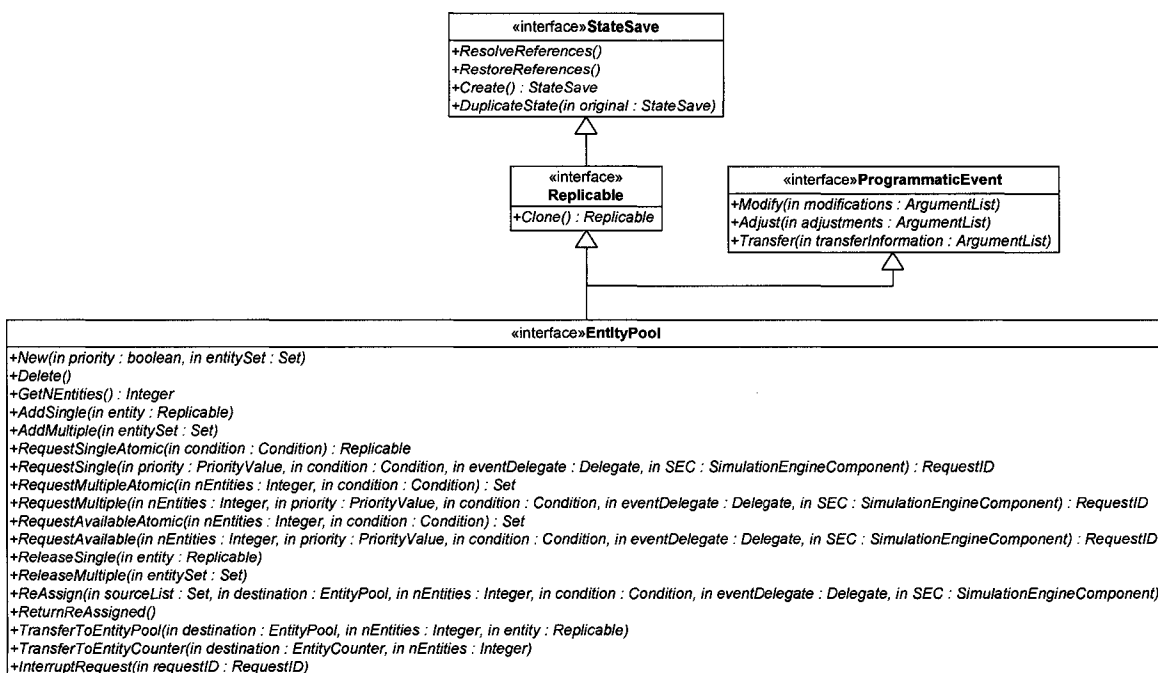 «interface»StateSave
+ResolveReferences()
+RestoreReferences()
+Create() : StateSave
+DuplicateState(in original : StateSave)
«interface»
Replicable
+Clone() : Replicable
«interface»ProgrammaticEvent
+Modify(in modifications : ArgumentList)
+Adjust(in adjustments : ArgumentList)
+Transfer(in transferInformation : ArgumentList)
«interface»EntityPool
+New(in priority : boolean, in entitySet : Set)
+Delete()
+GetNEntities() : Integer
+AddSingle(in entity : Replicable)
+AddMultiple(in entitySet : Set)
+RequestSingleAtomic(in condition : Condition) : Replicable
+RequestSingle(in priority : PriorityValue, in condition : Condition, in eventDelegate : Delegate, in SEC : SimulationEngineComponent) : RequestID
+RequestMultipleAtomic(in nEntities : Integer, in condition : Condition) : Set
+RequestMultiple(in nEntities : Integer, in priority : PriorityValue, in condition : Condition, in eventDelegate : Delegate, in SEC : SimulationEngineComponent) : RequestID
+RequestAvailableAtomic(in nEntities : Integer, in condition : Condition) : Set
+RequestAvailable(in nEntities : Integer, in priority : PriorityValue, in condition : Condition, in eventDelegate : Delegate, in SEC : SimulationEngineComponent) : RequestID
+ReleaseSingle(in entity : Replicable)
+ReleaseMultiple(in entitySet : Set)
+ReAssign(in sourceList : Set, in destination : EntityPool, in nEntities : Integer, in condition : Condition, in eventDelegate : Delegate, in SEC : SimulationEngineComponent)
+ReturnReAssigned()
+TransferToEntityPool(in destination : EntityPool, in nEntities : Integer, in entity : Replicable)
+TransferToEntityCounter(in destination : EntityCounter, in nEntities : Integer)
+InterruptRequest(in requestID : RequestID)